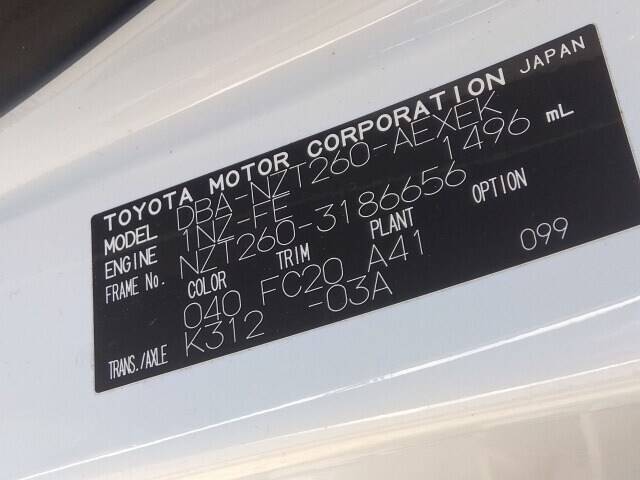 TOYOTA MOTOR CORPORATION JAPAN
MODEL DBA-NZT260-AEXEK
ENGINE 1NZ-FE 1496 mL
FRAME No. NZT260-3186656
COLOR TRIM PLANT OPTION
040 FC20 A41 099
TRANS./AXLE K312 -03A